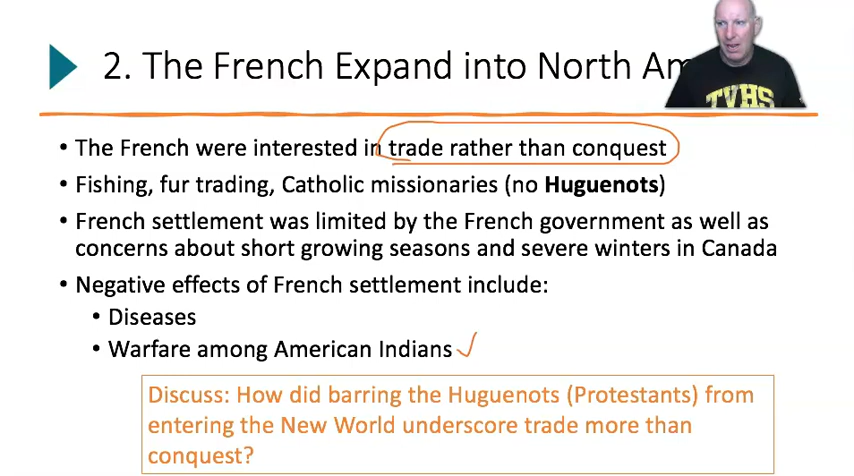 2. The French Expand into North Am
TVHS
• The French were interested in trade rather than conquest
• Fishing, fur trading, Catholic missionaries (no Huguenots)
• French settlement was limited by the French government as well as
concerns about short growing seasons and severe winters in Canada
• Negative effects of French settlement include:
• Diseases
• Warfare among American Indians
Discuss: How did barring the Huguenots (Protestants) from
entering the New World underscore trade more than
conquest?